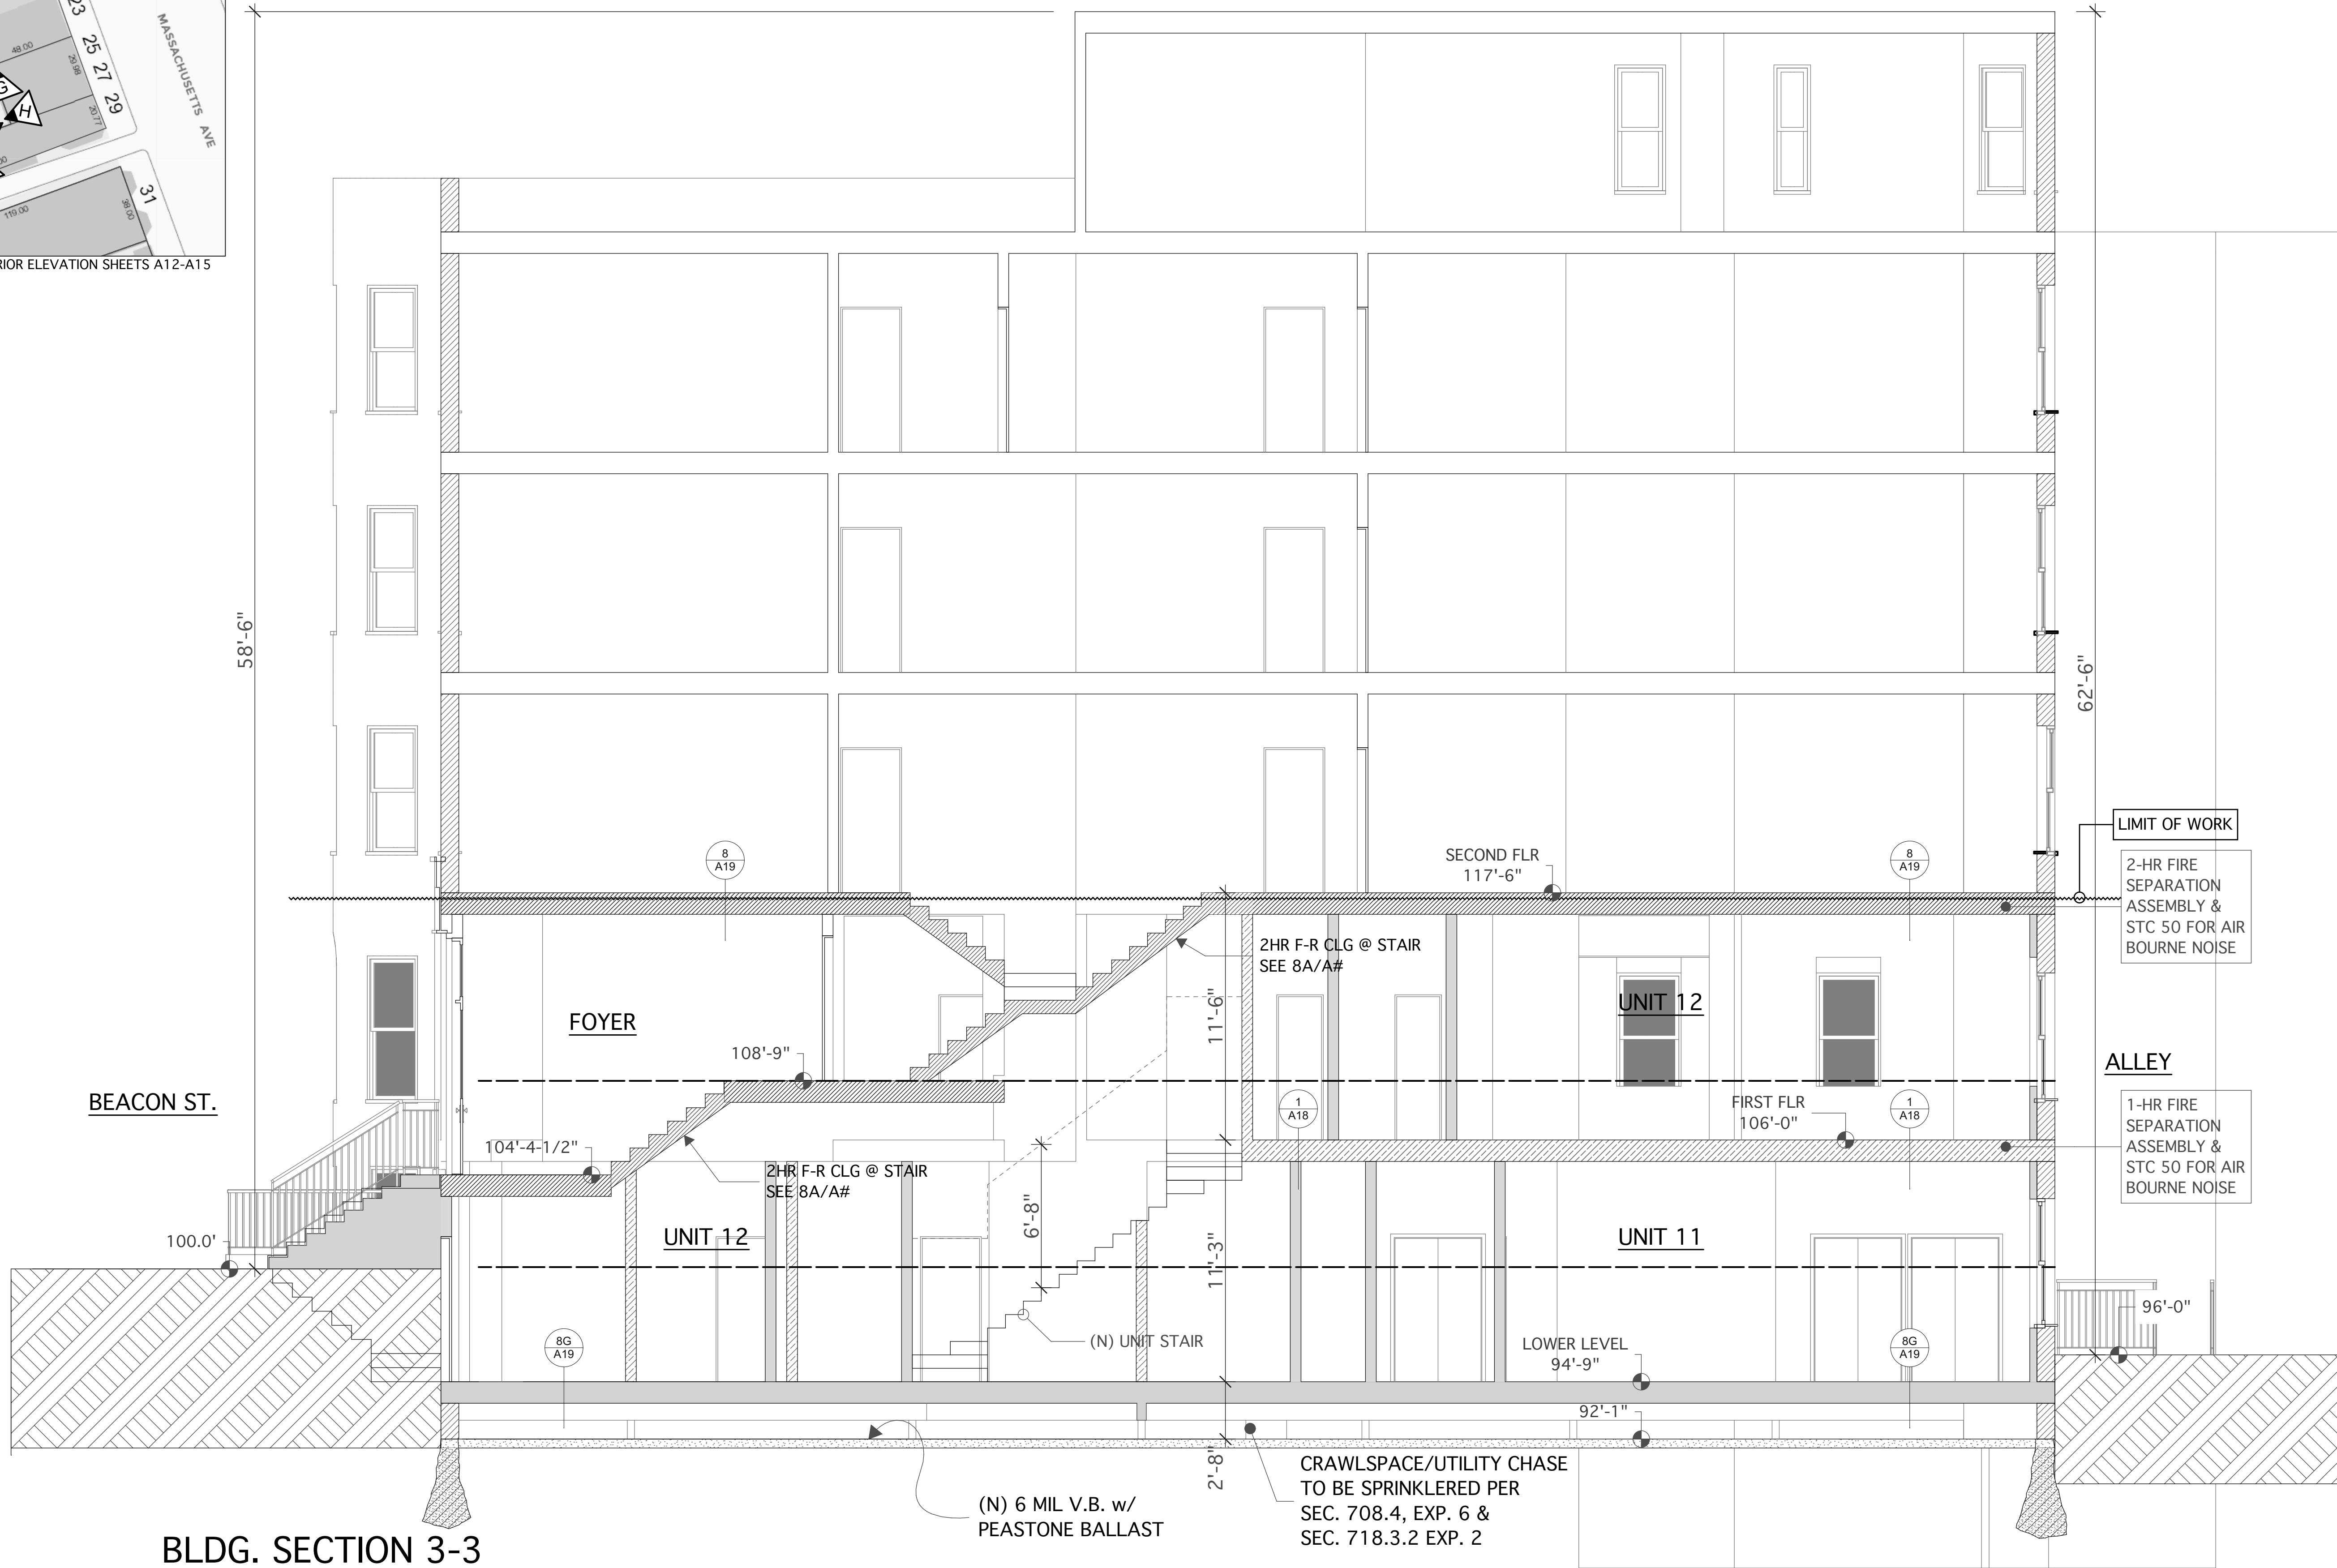 23
25
27
29
31
48.00
29.98
20.77
38.00
119.00
H
MASSACHUSETTS AVE
RIOR ELEVATION SHEETS A12-A15
58'-6"
62'-6"
LIMIT OF WORK
8
A19
SECOND FLR
117'-6"
8
A19
2-HR FIRE
SEPARATION
ASSEMBLY &
STC 50 FOR AIR
BOURNE NOISE
2HR F-R CLG @ STAIR
SEE 8A/A#
FOYER
11'-6"
UNIT 12
108'-9"
ALLEY
BEACON ST.
1
A18
FIRST FLR
106'-0"
1
A18
1-HR FIRE
SEPARATION
ASSEMBLY &
STC 50 FOR AIR
BOURNE NOISE
104'-4-1/2"
2HR F-R CLG @ STAIR
SEE 8A/A#
6'-8"
100.0'
UNIT 12
11'-3"
UNIT 11
96'-0"
(N) UNIT STAIR
8G
A19
LOWER LEVEL
94'-9"
8G
A19
92'-1"
2'-8"
CRAWLSPACE/UTILITY CHASE
TO BE SPRINKLERED PER
SEC. 708.4, EXP. 6 &
SEC. 718.3.2 EXP. 2
(N) 6 MIL V.B. w/
PEASTONE BALLAST
BLDG. SECTION 3-3